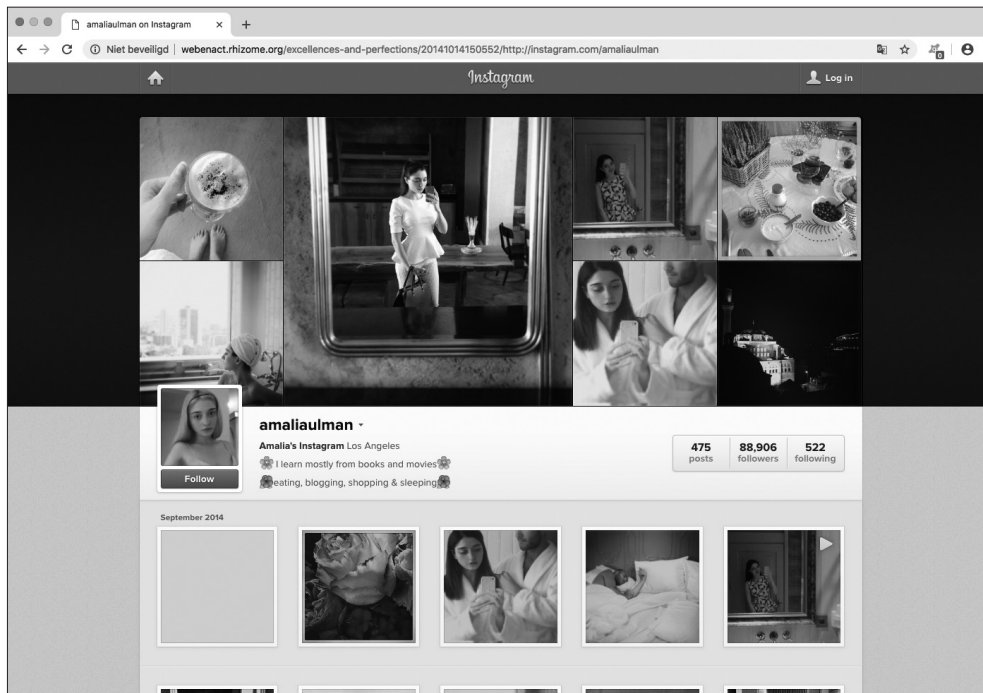 amaliaulman on Instagram
Niet beveiligd | webenact.rhizome.org/excellences-and-perfections/20141014150552/http://instagram.com/amaliaulman
0
Instagram
Log in
amaliaulman
Amalia's Instagram Los Angeles
I learn mostly from books and movies
eating, blogging, shopping & sleeping
Follow
475 posts
88,906 followers
522 following
September 2014